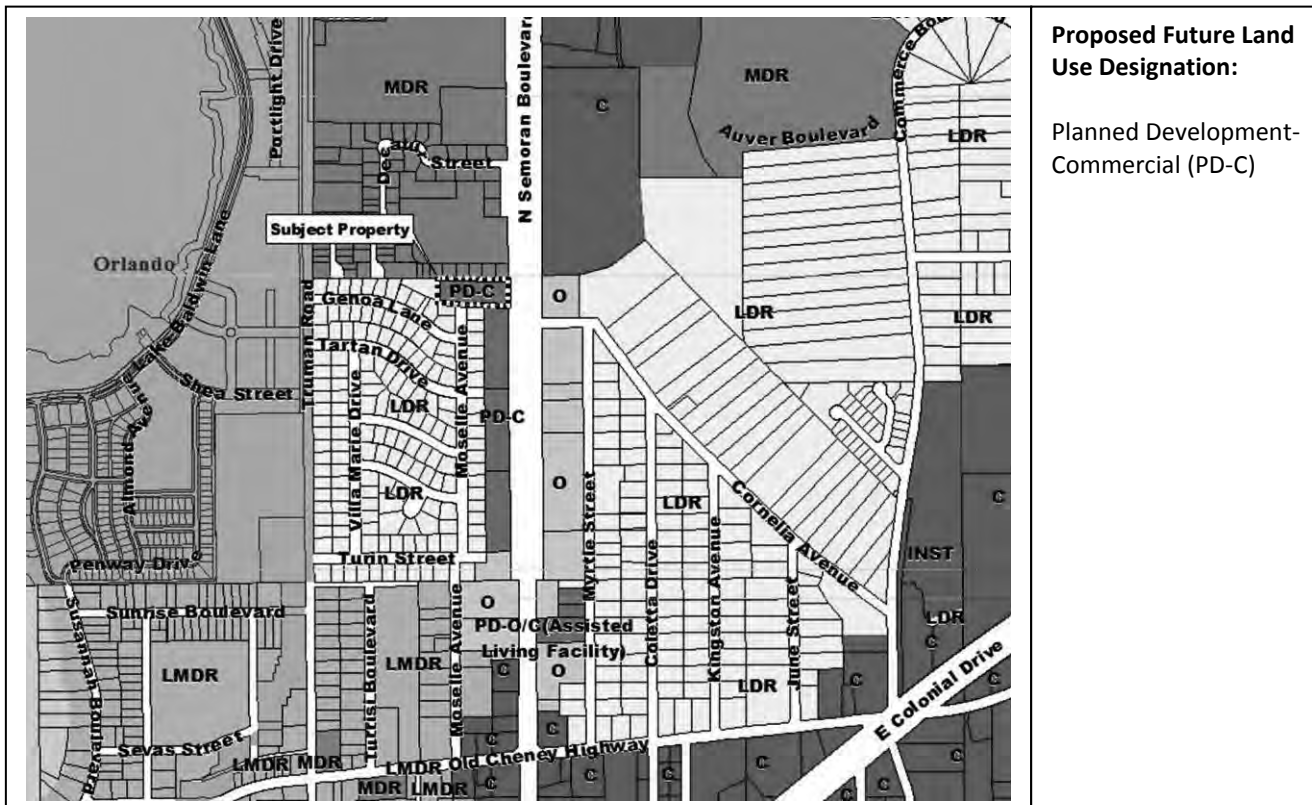 Proposed Future Land
Use Designation:
Planned Development-
Commercial (PD-C)
Portlight Drive
MDR
N Semoran Boulevard
C
MDR
Auver Boulevard
LDR
Street
Subject Property
Orlando
Lake Baldwin Lane
PD-C
O
LDR
LDR
Genoa Lane
Truman Road
Tartan Drive
Shea Street
LDR
Moselle Avenue
PD-C
Villa Marie Drive
Almond Avenue
LDR
O
Myrtle Street
LDR
Cornelia Avenue
C
Turin Street
Coletta Drive
Kingston Avenue
INST
Penway Drive
Sunrise Boulevard
O
PD-O/C(Assisted
Living Facility)
June Street
LDR
C
Susannah Boulevard
LMDR
Turrisi Boulevard
LMDR
Moselle Avenue
C
O
LDR
C
C
C
E Colonial Drive
Sevas Street
C
C
C
LMDR
MDR
LMDR
Old Cheney Highway
MDR
LMDR
C
C
C
C
C
C
C